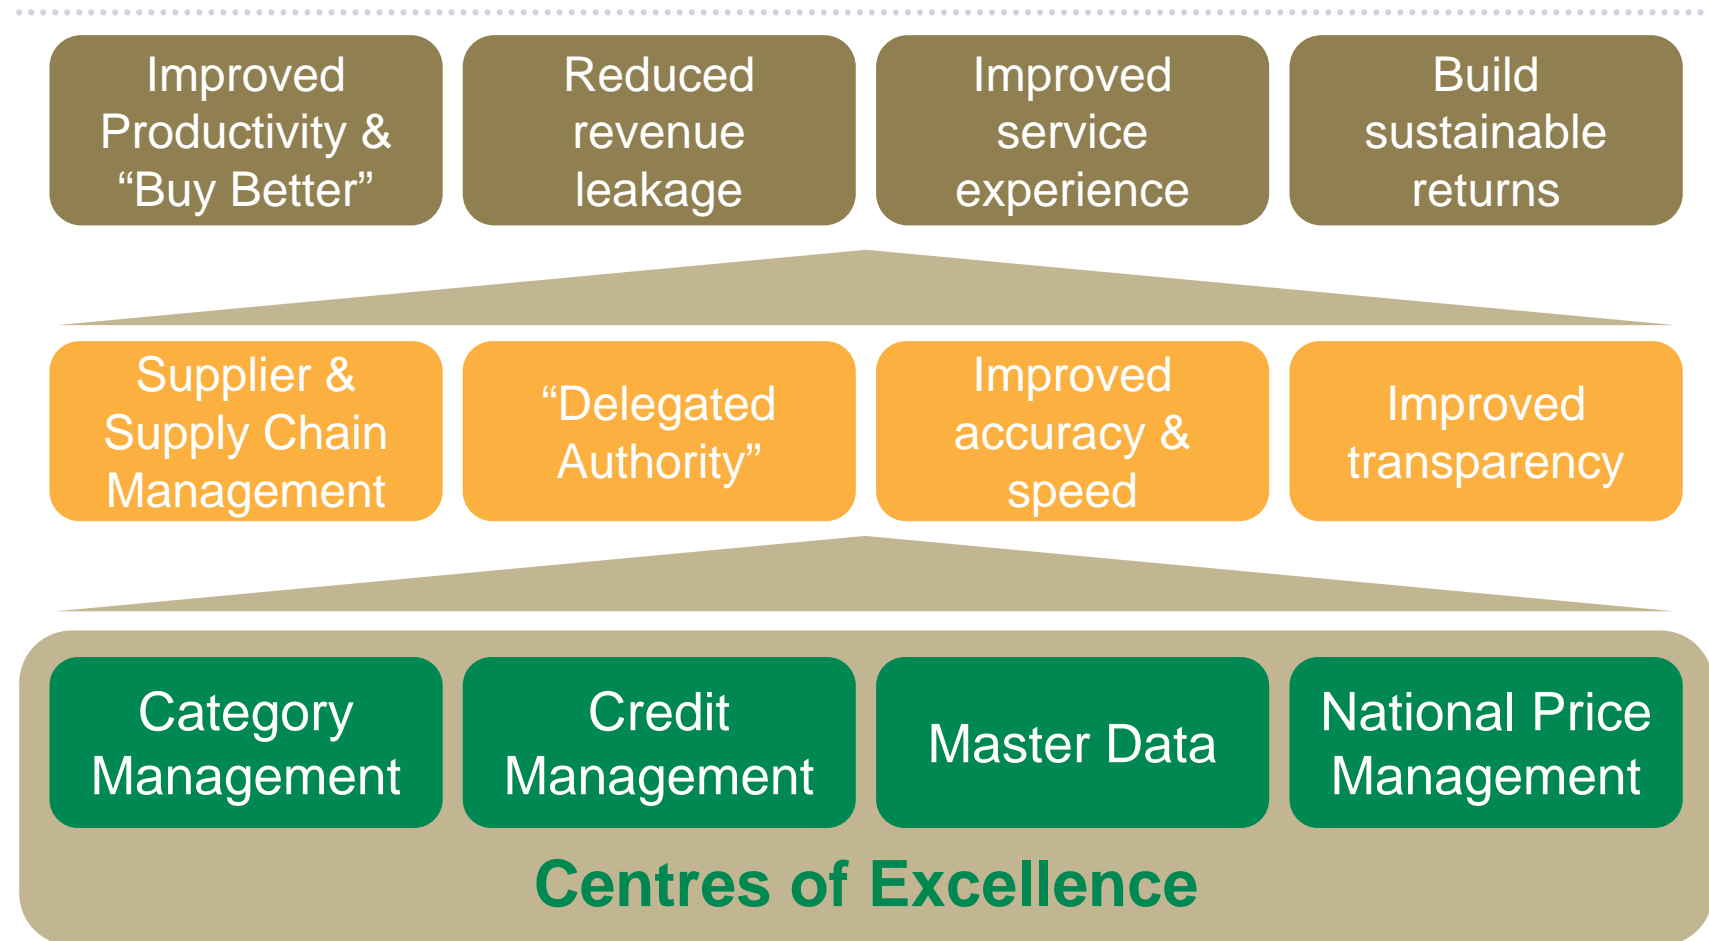 Improved
Productivity &
“Buy Better”
Reduced
revenue
leakage
Improved
service
experience
Build
sustainable
returns
Supplier &
Supply Chain
Management
“Delegated
Authority”
Improved
accuracy &
speed
Improved
transparency
Category
Management
Credit
Management
Master Data
National Price
Management
Centres of Excellence